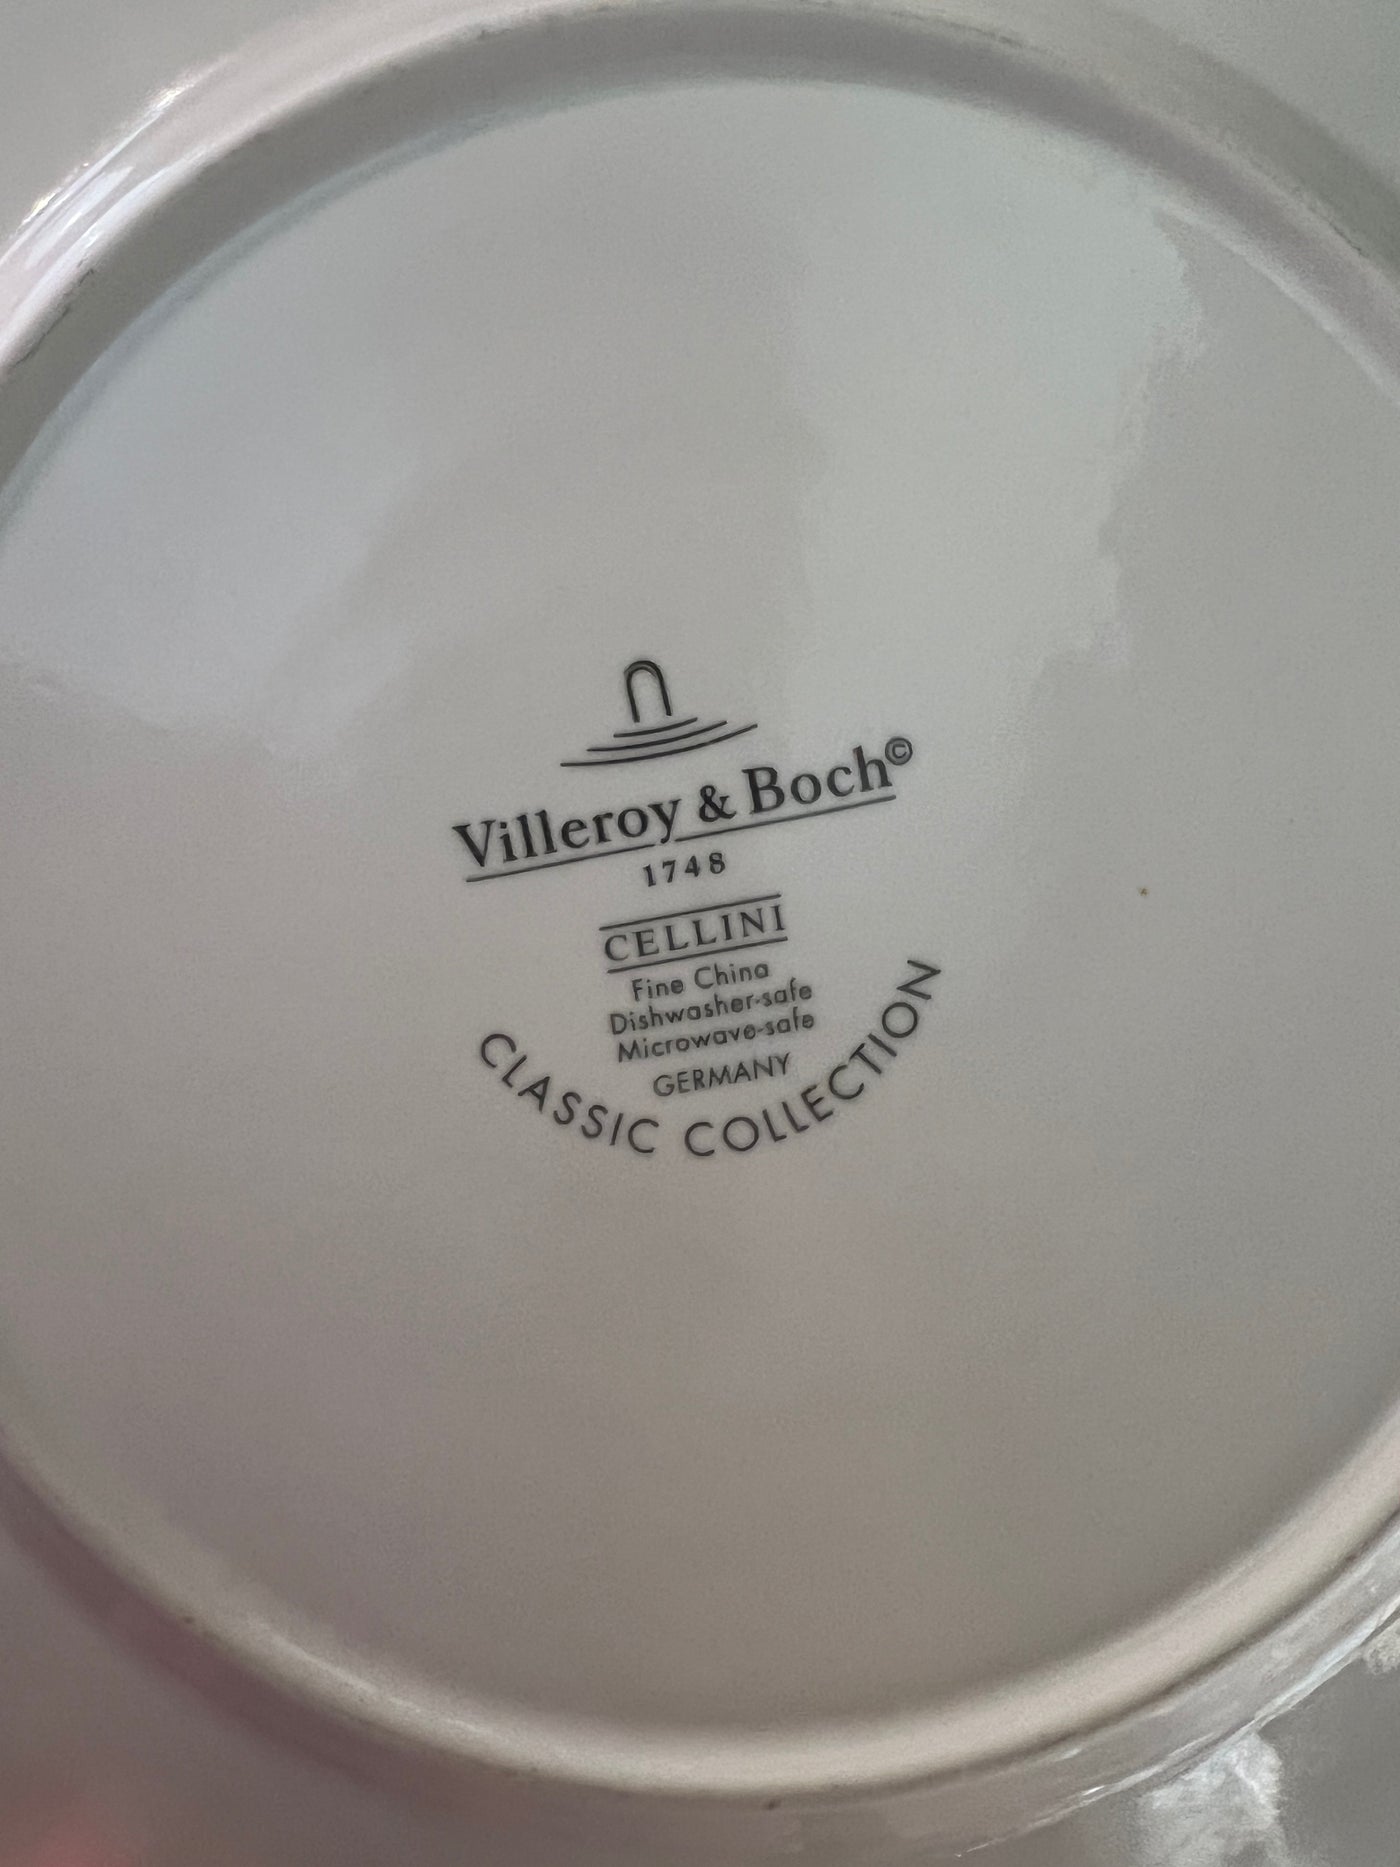 Villeroy & Boch©
1748
CELLINI
Fine China
Dishwasher-safe
Microwave-safe
GERMANY
CLASSIC COLLECTION